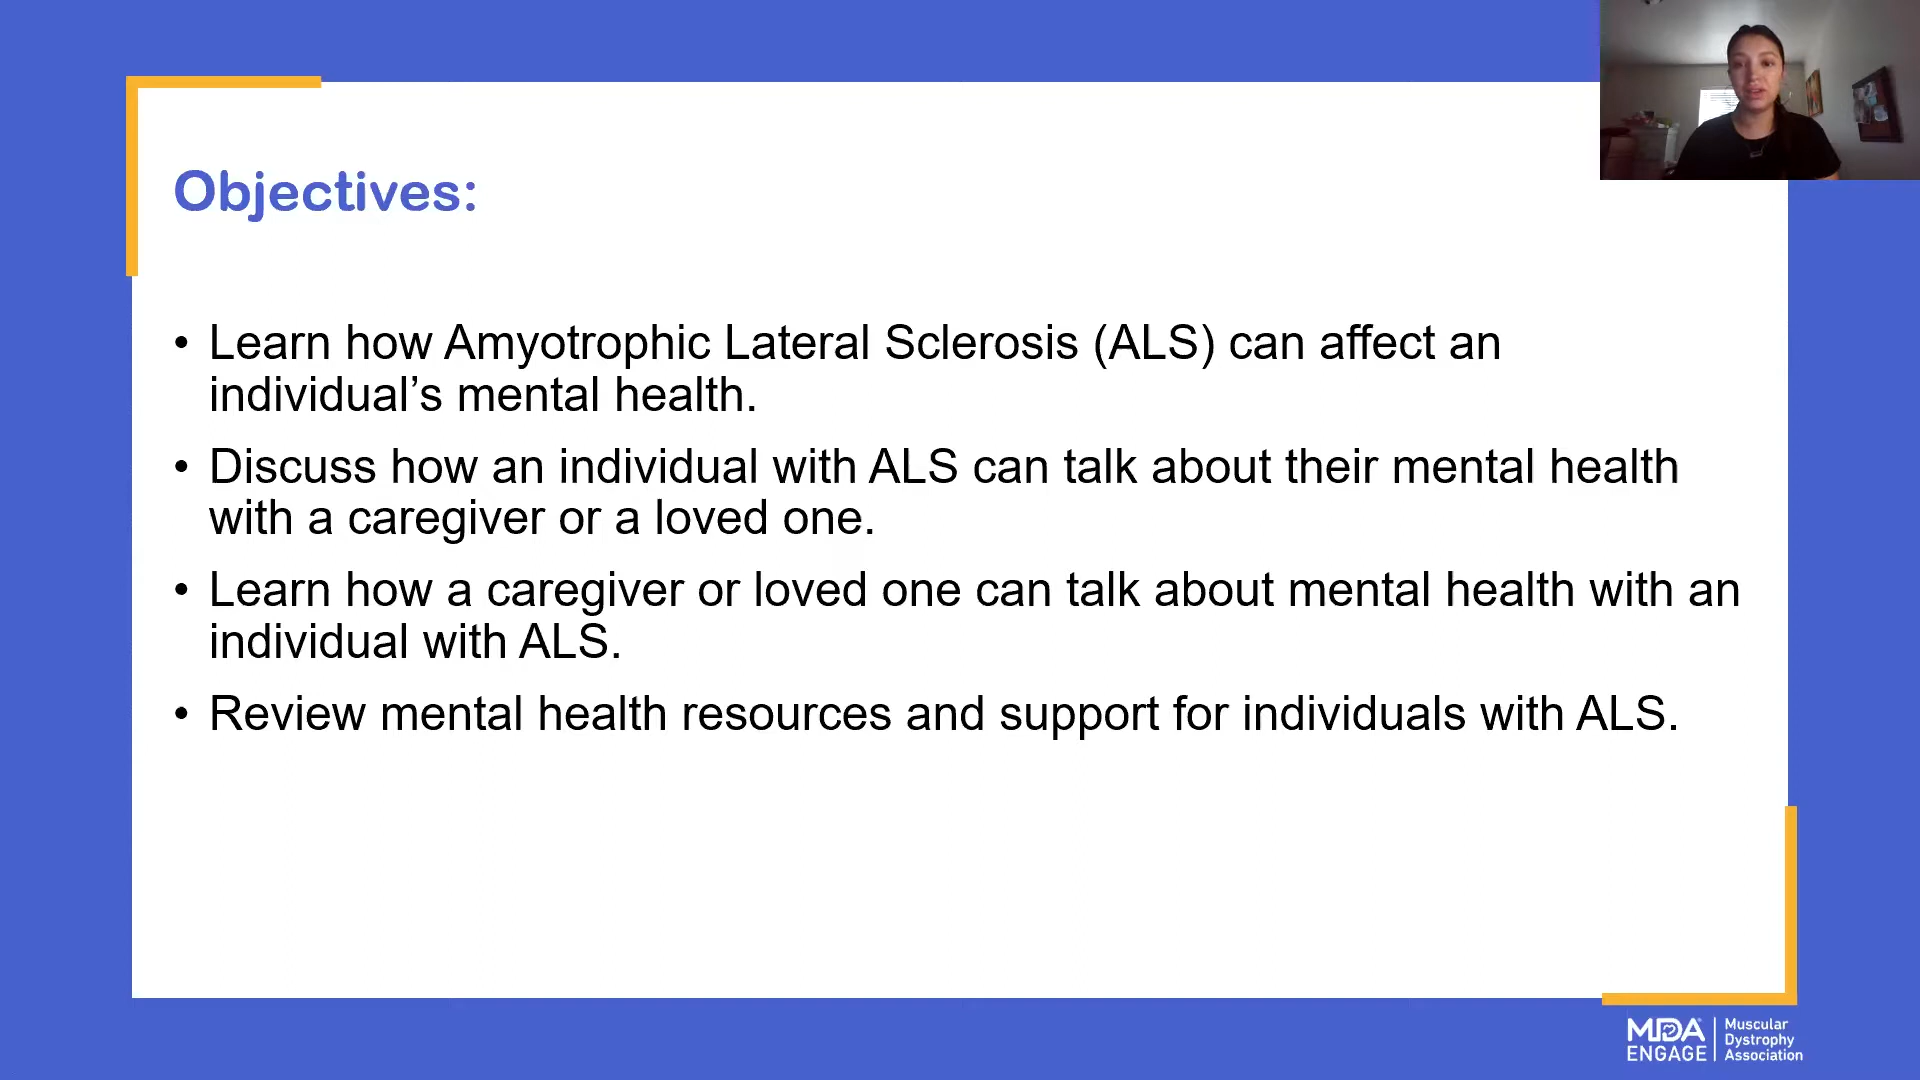 Objectives:
• Learn how Amyotrophic Lateral Sclerosis (ALS) can affect an
individual’s mental health.
• Discuss how an individual with ALS can talk about their mental health
with a caregiver or a loved one.
• Learn how a caregiver or loved one can talk about mental health with an
individual with ALS.
• Review mental health resources and support for individuals with ALS.
MDA
ENGAGE
Muscular
Dystrophy
Association